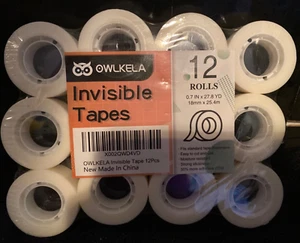 OWLKELA
Invisible
Tapes
12
ROLLS
0.7 IN x 27.8 YD
18mm x 25.4m
X002QWDAVD
OWLKELA Invisible Tape 12Pcs
New Made In China